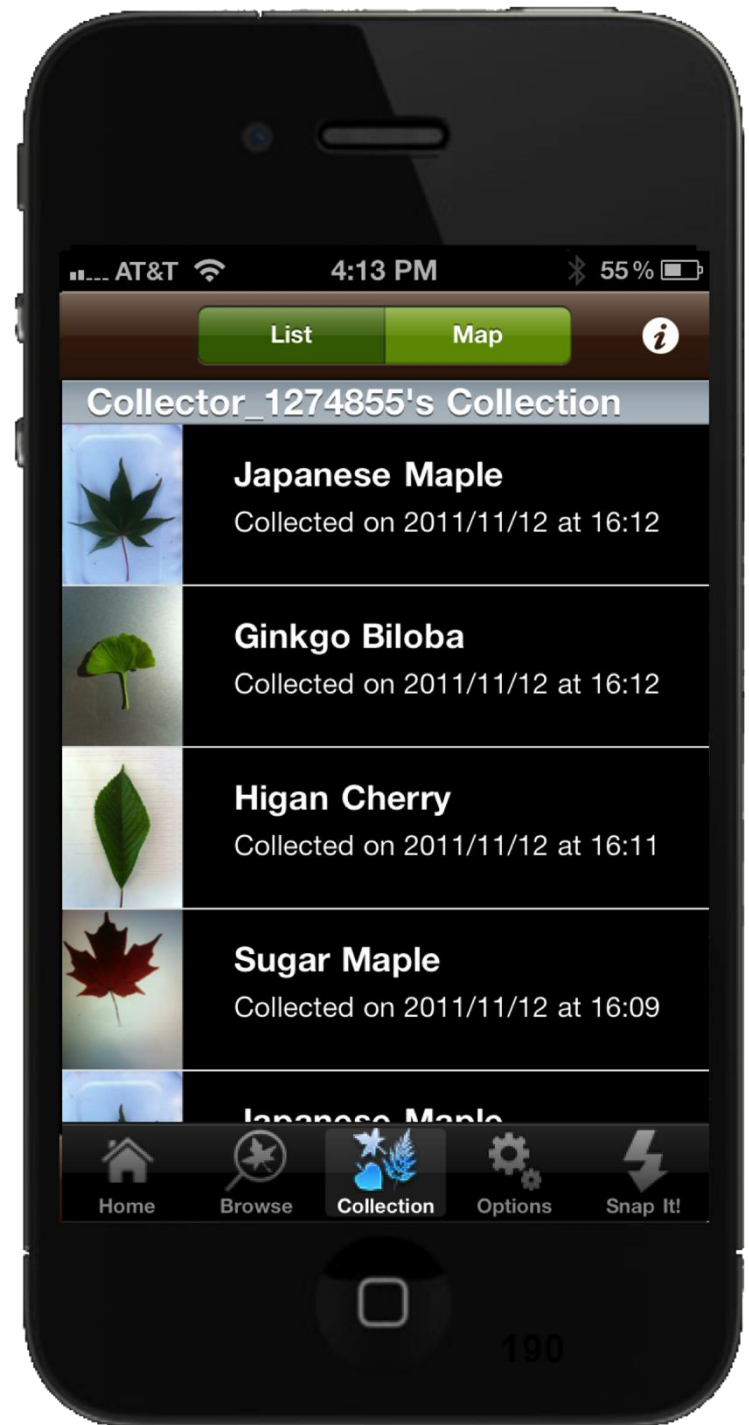 AT&T 4:13 PM 55%
List Map i
Collector_1274855's Collection
Japanese Maple
Collected on 2011/11/12 at 16:12
Ginkgo Biloba
Collected on 2011/11/12 at 16:12
Higan Cherry
Collected on 2011/11/12 at 16:11
Sugar Maple
Collected on 2011/11/12 at 16:09
Japanese Maple
Home Browse Collection Options Snap It!
190